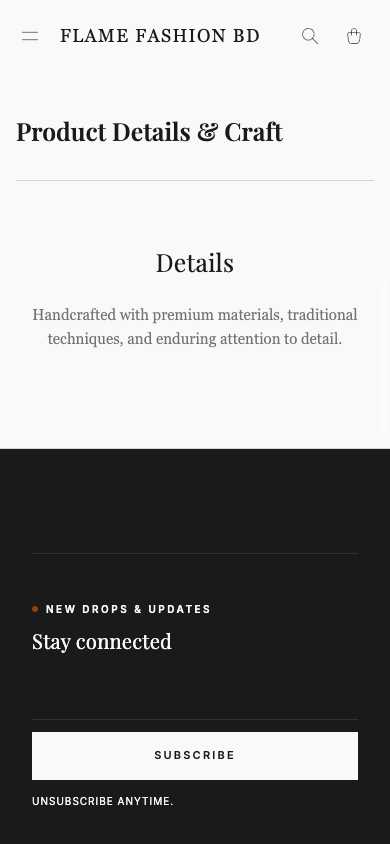 FLAME FASHION BD
Product Details & Craft
Details
Handcrafted with premium materials, traditional
techniques, and enduring attention to detail.
NEW DROPS & UPDATES
Stay connected
SUBSCRIBE
UNSUBSCRIBE ANYTIME.